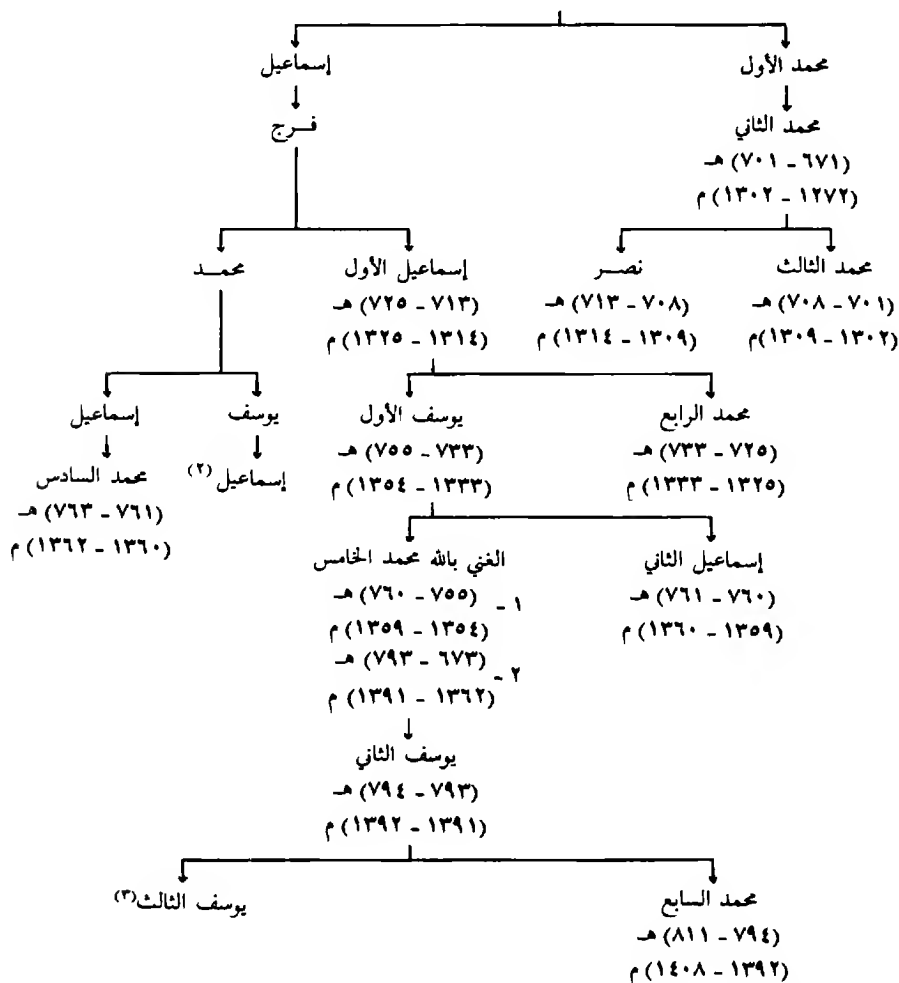 محمد الأول
إسماعيل
محمد الثاني
(٦٧١ - ٧٠١) هـ
(١٢٧٢ - ١٣٠٢) م
فرج
محمد الثالث
(٧٠١ - ٧٠٨) هـ
(١٣٠٢ - ١٣٠٩) م
نصر
(٧٠٨ - ٧١٣) هـ
(١٣٠٩ - ١٣١٤) م
إسماعيل الأول
(٧١٣ - ٧٢٥) هـ
(١٣١٤ - ١٣٢٥) م
محمد
محمد الرابع
(٧٢٥ - ٧٣٣) هـ
(١٣٢٥ - ١٣٣٣) م
يوسف الأول
(٧٣٣ - ٧٥٥) هـ
(١٣٣٣ - ١٣٥٤) م
يوسف
إسماعيل (٢)
إسماعيل
محمد السادس
(٧٦١ - ٧٦٣) هـ
(١٣٦٠ - ١٣٦٢) م
إسماعيل الثاني
(٧٦٠ - ٧٦١) هـ
(١٣٥٩ - ١٣٦٠) م
الغني بالله محمد الخامس
١ - (٧٥٥ - ٧٦٠) هـ
(١٣٥٤ - ١٣٥٩) م
٢ - (٦٧٣ - ٧٩٣) هـ
(١٣٦٢ - ١٣٩١) م
يوسف الثاني
(٧٩٣ - ٧٩٤) هـ
(١٣٩١ - ١٣٩٢) م
محمد السابع
(٧٩٤ - ٨١١) هـ
(١٣٩٢ - ١٤٠٨) م
يوسف الثالث (٣)